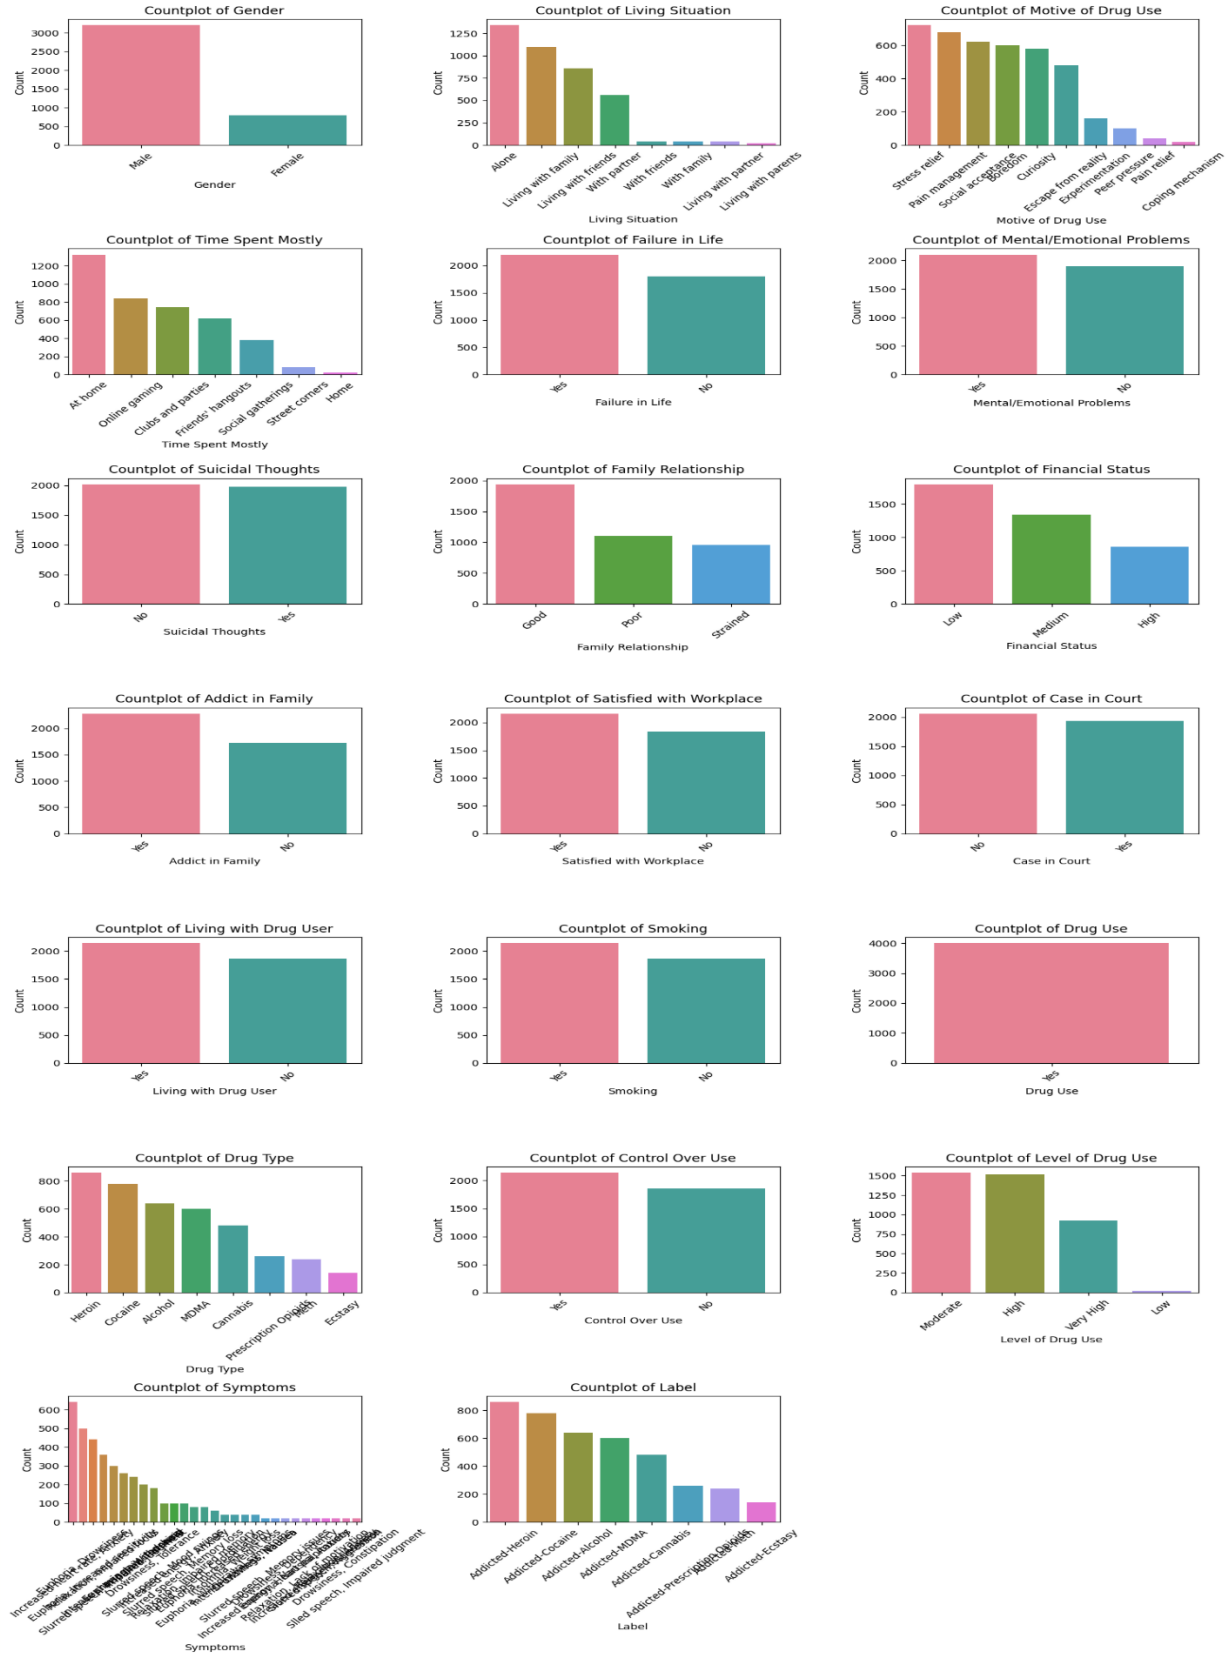 Countplot of Gender
Count
3000
2500
2000
1500
1000
500
0
Male
Female
Gender
Countplot of Living Situation
Count
1250
1000
750
500
250
0
Alone
Living with family
Living with friends
With partner
With friends
With family
Living with partner
Living with parents
Living Situation
Countplot of Motive of Drug Use
Count
600
400
200
0
Stress relief
Pain management
Social acceptance
Boredom
Curiosity
Escape from reality
Experimentation
Peer pressure
Pain relief
Coping mechanism
Motive of Drug Use
Countplot of Time Spent Mostly
Count
1200
1000
800
600
400
200
0
At home
Online gaming
Clubs and parties
Friends' hangouts
Social gatherings
Street corners
Home
Time Spent Mostly
Countplot of Failure in Life
Count
2000
1500
1000
500
0
Yes
No
Failure in Life
Countplot of Mental/Emotional Problems
Count
2000
1500
1000
500
0
Yes
No
Mental/Emotional Problems
Countplot of Suicidal Thoughts
Count
2000
1500
1000
500
0
No
Yes
Suicidal Thoughts
Countplot of Family Relationship
Count
2000
1500
1000
500
0
Good
Poor
Strained
Family Relationship
Countplot of Financial Status
Count
1500
1000
500
0
Low
Medium
High
Financial Status
Countplot of Addict in Family
Count
2000
1500
1000
500
0
Yes
No
Addict in Family
Countplot of Satisfied with Workplace
Count
2000
1500
1000
500
0
Yes
No
Satisfied with Workplace
Countplot of Case in Court
Count
2000
1500
1000
500
0
No
Yes
Case in Court
Countplot of Living with Drug User
Count
2000
1500
1000
500
0
Yes
No
Living with Drug User
Countplot of Smoking
Count
2000
1500
1000
500
0
Yes
No
Smoking
Countplot of Drug Use
Count
4000
3000
2000
1000
0
Yes
Drug Use
Countplot of Drug Type
Count
800
600
400
200
0
Heroin
Cocaine
Alcohol
MDMA
Cannabis
Prescription Opioids
Meth
Ecstasy
Drug Type
Countplot of Control Over Use
Count
2000
1500
1000
500
0
Yes
No
Control Over Use
Countplot of Level of Drug Use
Count
1500
1250
1000
750
500
250
0
Moderate
High
Very High
Low
Level of Drug Use
Countplot of Symptoms
Count
600
500
400
300
200
100
0
Euphoria, Drowsiness
Drowsiness, Tolerance
Drowsiness, Constipation
Slled speech, Impaired judgment
Symptoms
Countplot of Label
Count
800
600
400
200
0
Addicted-Heroin
Addicted-Cocaine
Addicted-Alcohol
Addicted-MDMA
Addicted-Cannabis
Addicted-Prescription Opioids
Addicted-Meth
Addicted-Ecstasy
Label